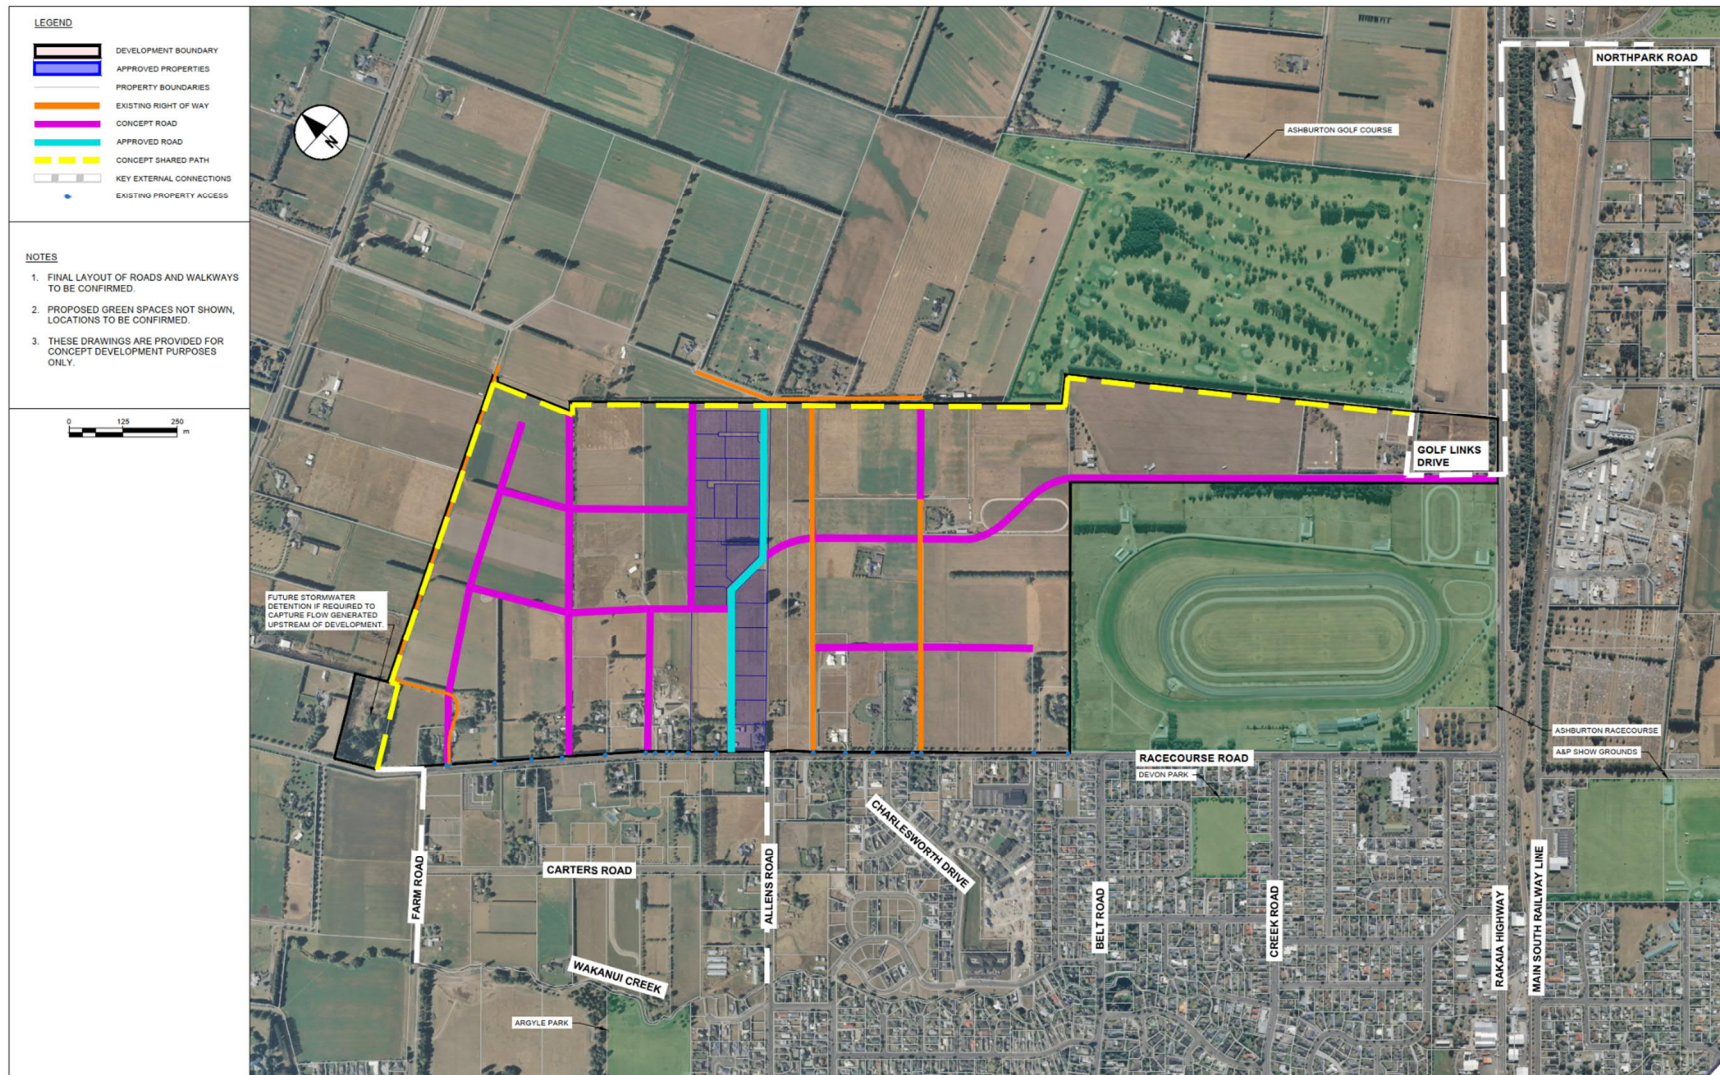 LEGEND
DEVELOPMENT BOUNDARY
APPROVED PROPERTIES
PROPERTY BOUNDARIES
EXISTING RIGHT OF WAY
CONCEPT ROAD
APPROVED ROAD
CONCEPT SHARED PATH
KEY EXTERNAL CONNECTIONS
EXISTING PROPERTY ACCESS
NOTES
1. FINAL LAYOUT OF ROADS AND WALKWAYS
TO BE CONFIRMED.
2. PROPOSED GREEN SPACES NOT SHOWN,
LOCATIONS TO BE CONFIRMED.
3. THESE DRAWINGS ARE PROVIDED FOR
CONCEPT DEVELOPMENT PURPOSES
ONLY.
0 125 250
m
N
NORTHPARK ROAD
ASHBURTON GOLF COURSE
GOLF LINKS
DRIVE
FUTURE STORMWATER
DETENTION IF REQUIRED TO
CAPTURE FLOW GENERATED
UPSTREAM OF DEVELOPMENT.
ASHBURTON RACECOURSE
A&P SHOW GROUNDS
RACECOURSE ROAD
DEVON PARK
FARM ROAD
CARTERS ROAD
ALLENS ROAD
CHARLESWORTH DRIVE
BELT ROAD
CREEK ROAD
RAKAIA HIGHWAY
MAIN SOUTH RAILWAY LINE
WAKANUI CREEK
ARGYLE PARK